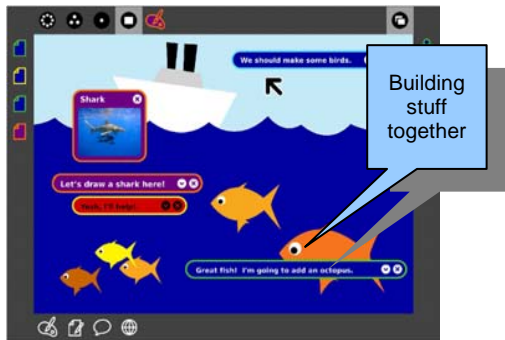 We should make some birds.
Building
stuff
together
Shark
Let's draw a shark here!
Yeah, I'll help!
Great fish! I'm going to add an octopus.